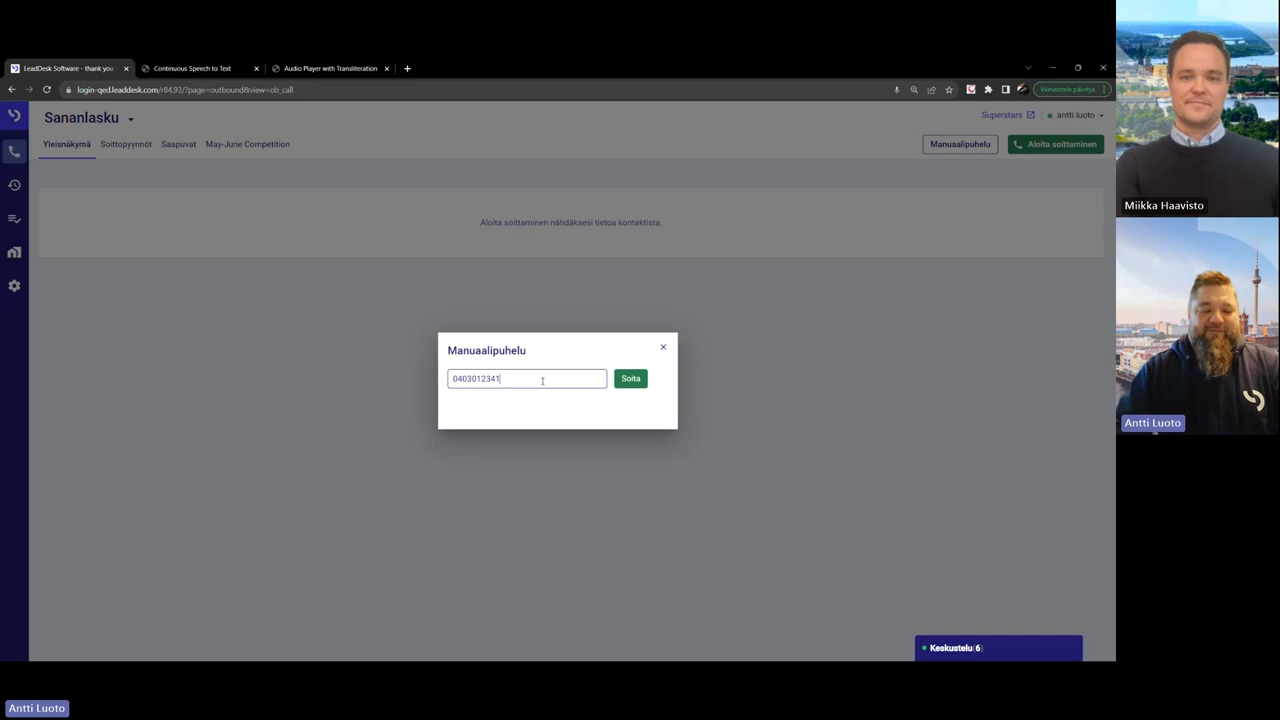 LeadDesk Software - thank you
Continuous Speech to Text
Audio Player with Transliteration
login-qed.leaddesk.com/r84.93/?page=outbound&view=ob_call
Viimeistele päivitys
Sananlasku
Superstars
antti luoto
Yleisnäkymä
Soittopyynnöt
Saapuvat
May-June Competition
Manuaalipuhelu
Aloita soittaminen
Aloita soittaminen nähdäksesi tietoa kontaktista.
Manuaalipuhelu
0403012341
Soita
Keskustelu(6)
Miikka Haavisto
Antti Luoto
Antti Luoto